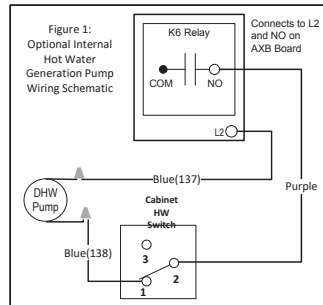 Figure 1:
Optional Internal
Hot Water
Generation Pump
Wiring Schematic
K6 Relay
COM
NO
L2
Connects to L2
and NO on
AXB Board
Blue(137)
Purple
DHW
Pump
Cabinet
HW
Switch
Blue(138)
3
2
1